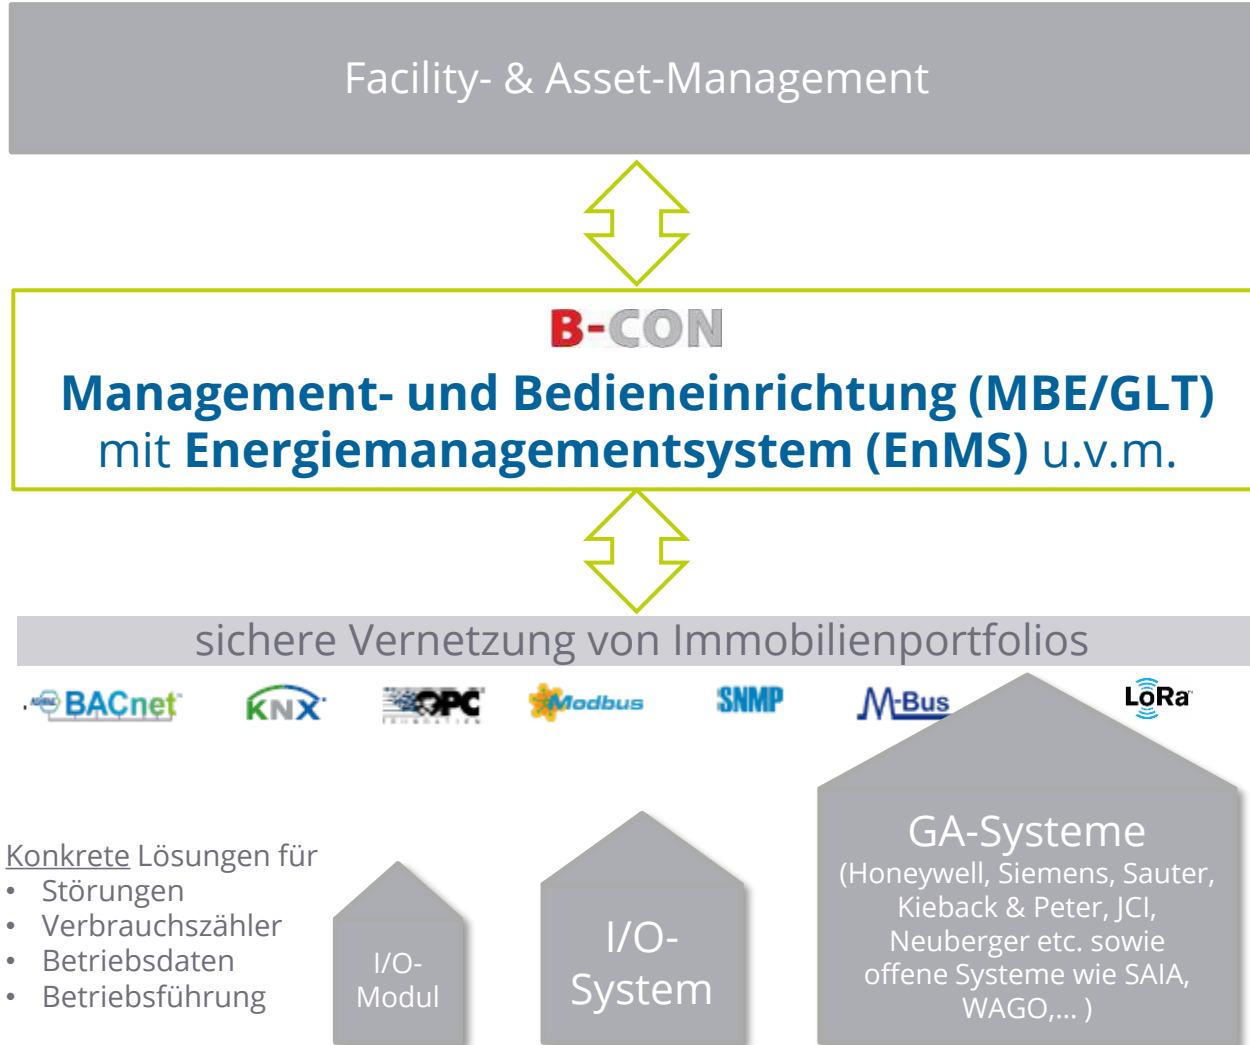 Facility- & Asset-Management
B-CON
Management- und Bedieneinrichtung (MBE/GLT)
mit Energiemanagementsystem (EnMS) u.v.m.
sichere Vernetzung von Immobilienportfolios
BACnet KNX OPC Modbus SNMP M-Bus LoRa
Konkrete Lösungen für
• Störungen
• Verbrauchszähler
• Betriebsdaten
• Betriebsführung
I/O-
Modul
I/O-
System
GA-Systeme
(Honeywell, Siemens, Sauter,
Kieback & Peter, JCI,
Neuberger etc. sowie
offene Systeme wie SAIA,
WAGO,... )